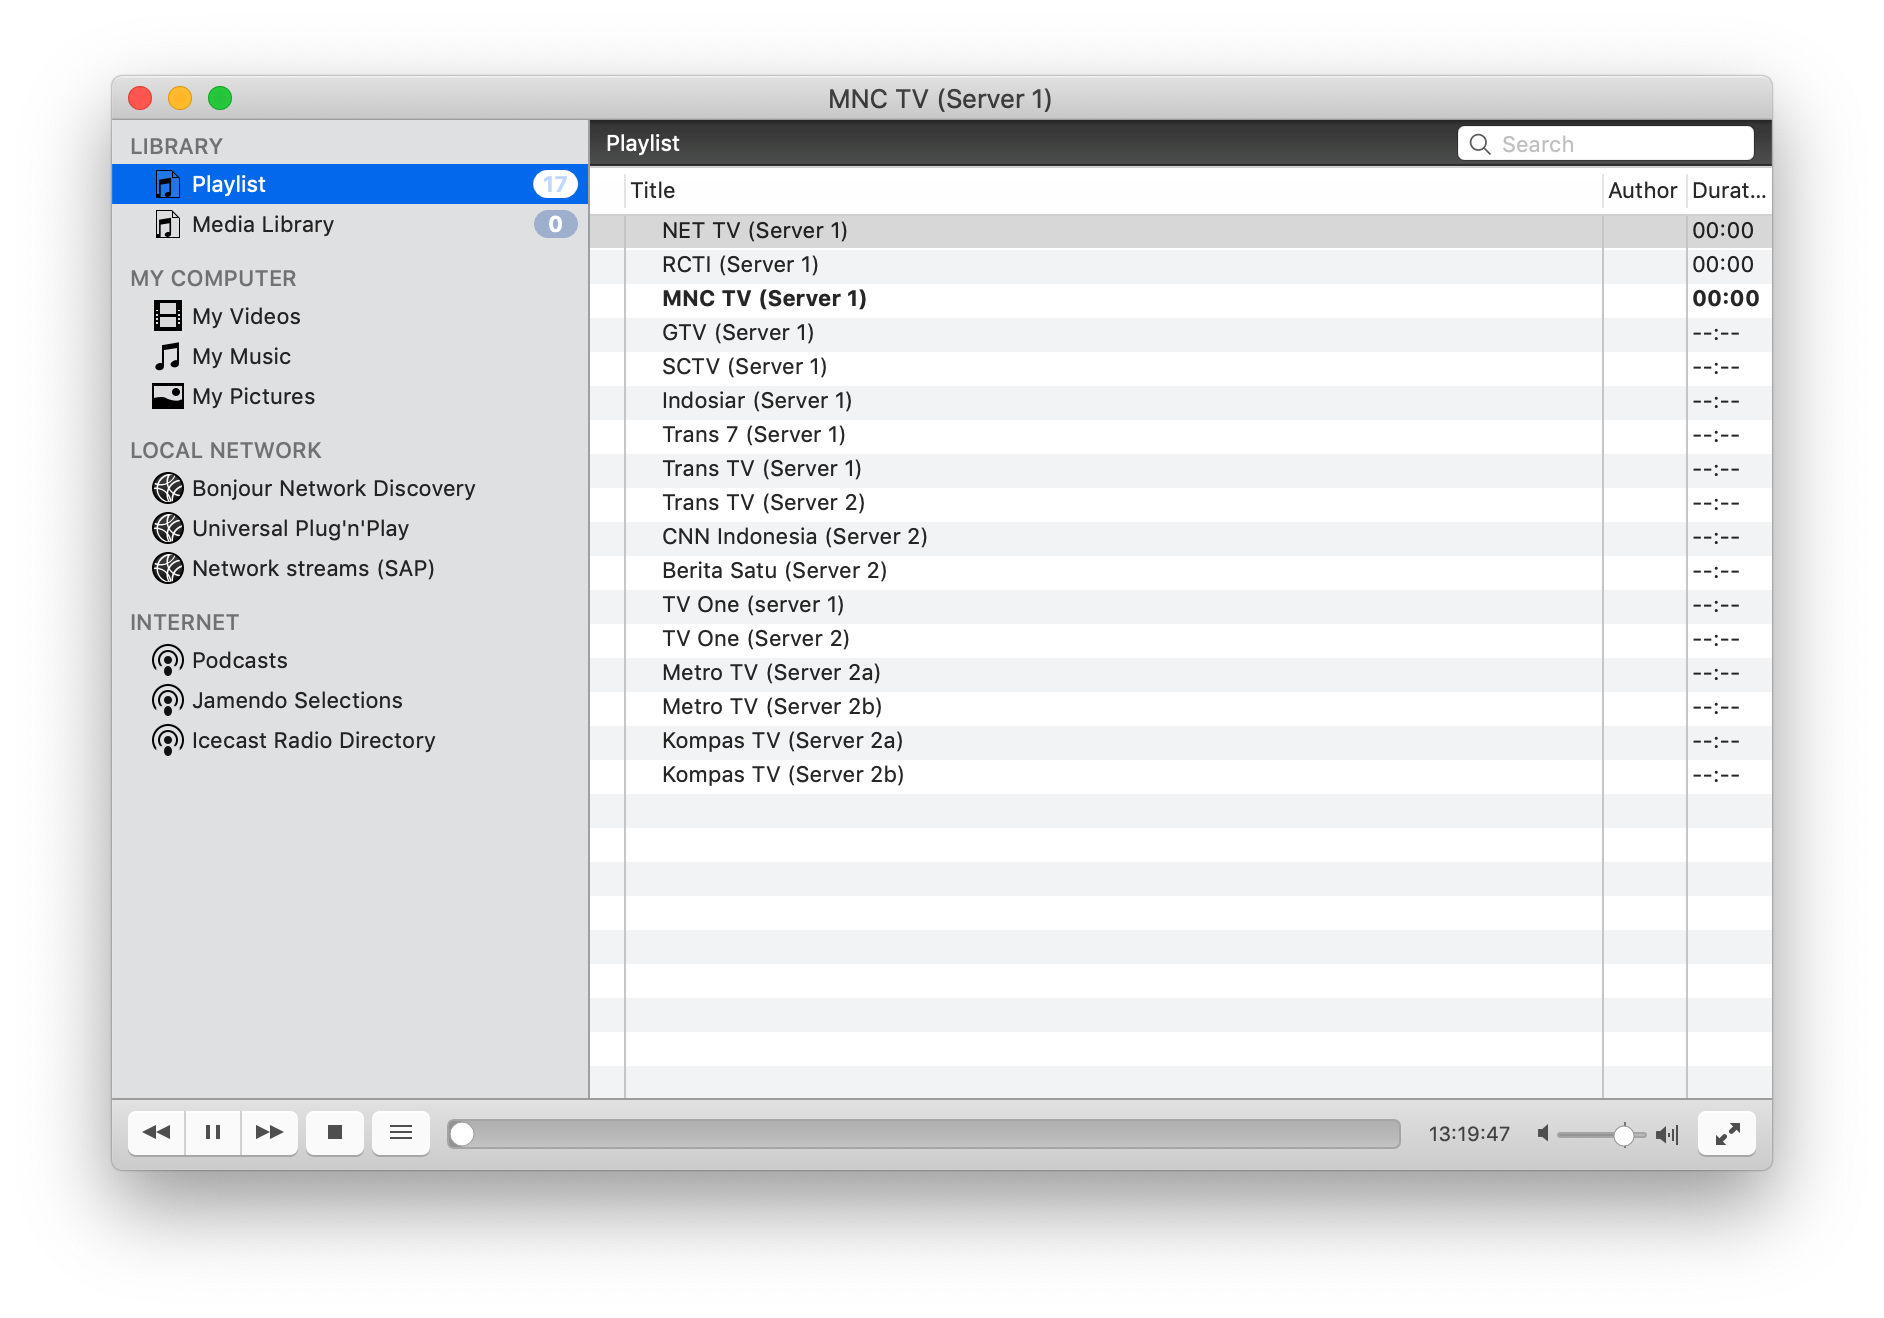 MNC TV (Server 1)
LIBRARY
Playlist 17
Media Library 0
MY COMPUTER
My Videos
My Music
My Pictures
LOCAL NETWORK
Bonjour Network Discovery
Universal Plug'n'Play
Network streams (SAP)
INTERNET
Podcasts
Jamendo Selections
Icecast Radio Directory
Playlist Search
Title Author Durat...
NET TV (Server 1) 00:00
RCTI (Server 1) 00:00
MNC TV (Server 1) 00:00
GTV (Server 1) --:--
SCTV (Server 1) --:--
Indosiar (Server 1) --:--
Trans 7 (Server 1) --:--
Trans TV (Server 1) --:--
Trans TV (Server 2) --:--
CNN Indonesia (Server 2) --:--
Berita Satu (Server 2) --:--
TV One (server 1) --:--
TV One (Server 2) --:--
Metro TV (Server 2a) --:--
Metro TV (Server 2b) --:--
Kompas TV (Server 2a) --:--
Kompas TV (Server 2b) --:--
13:19:47